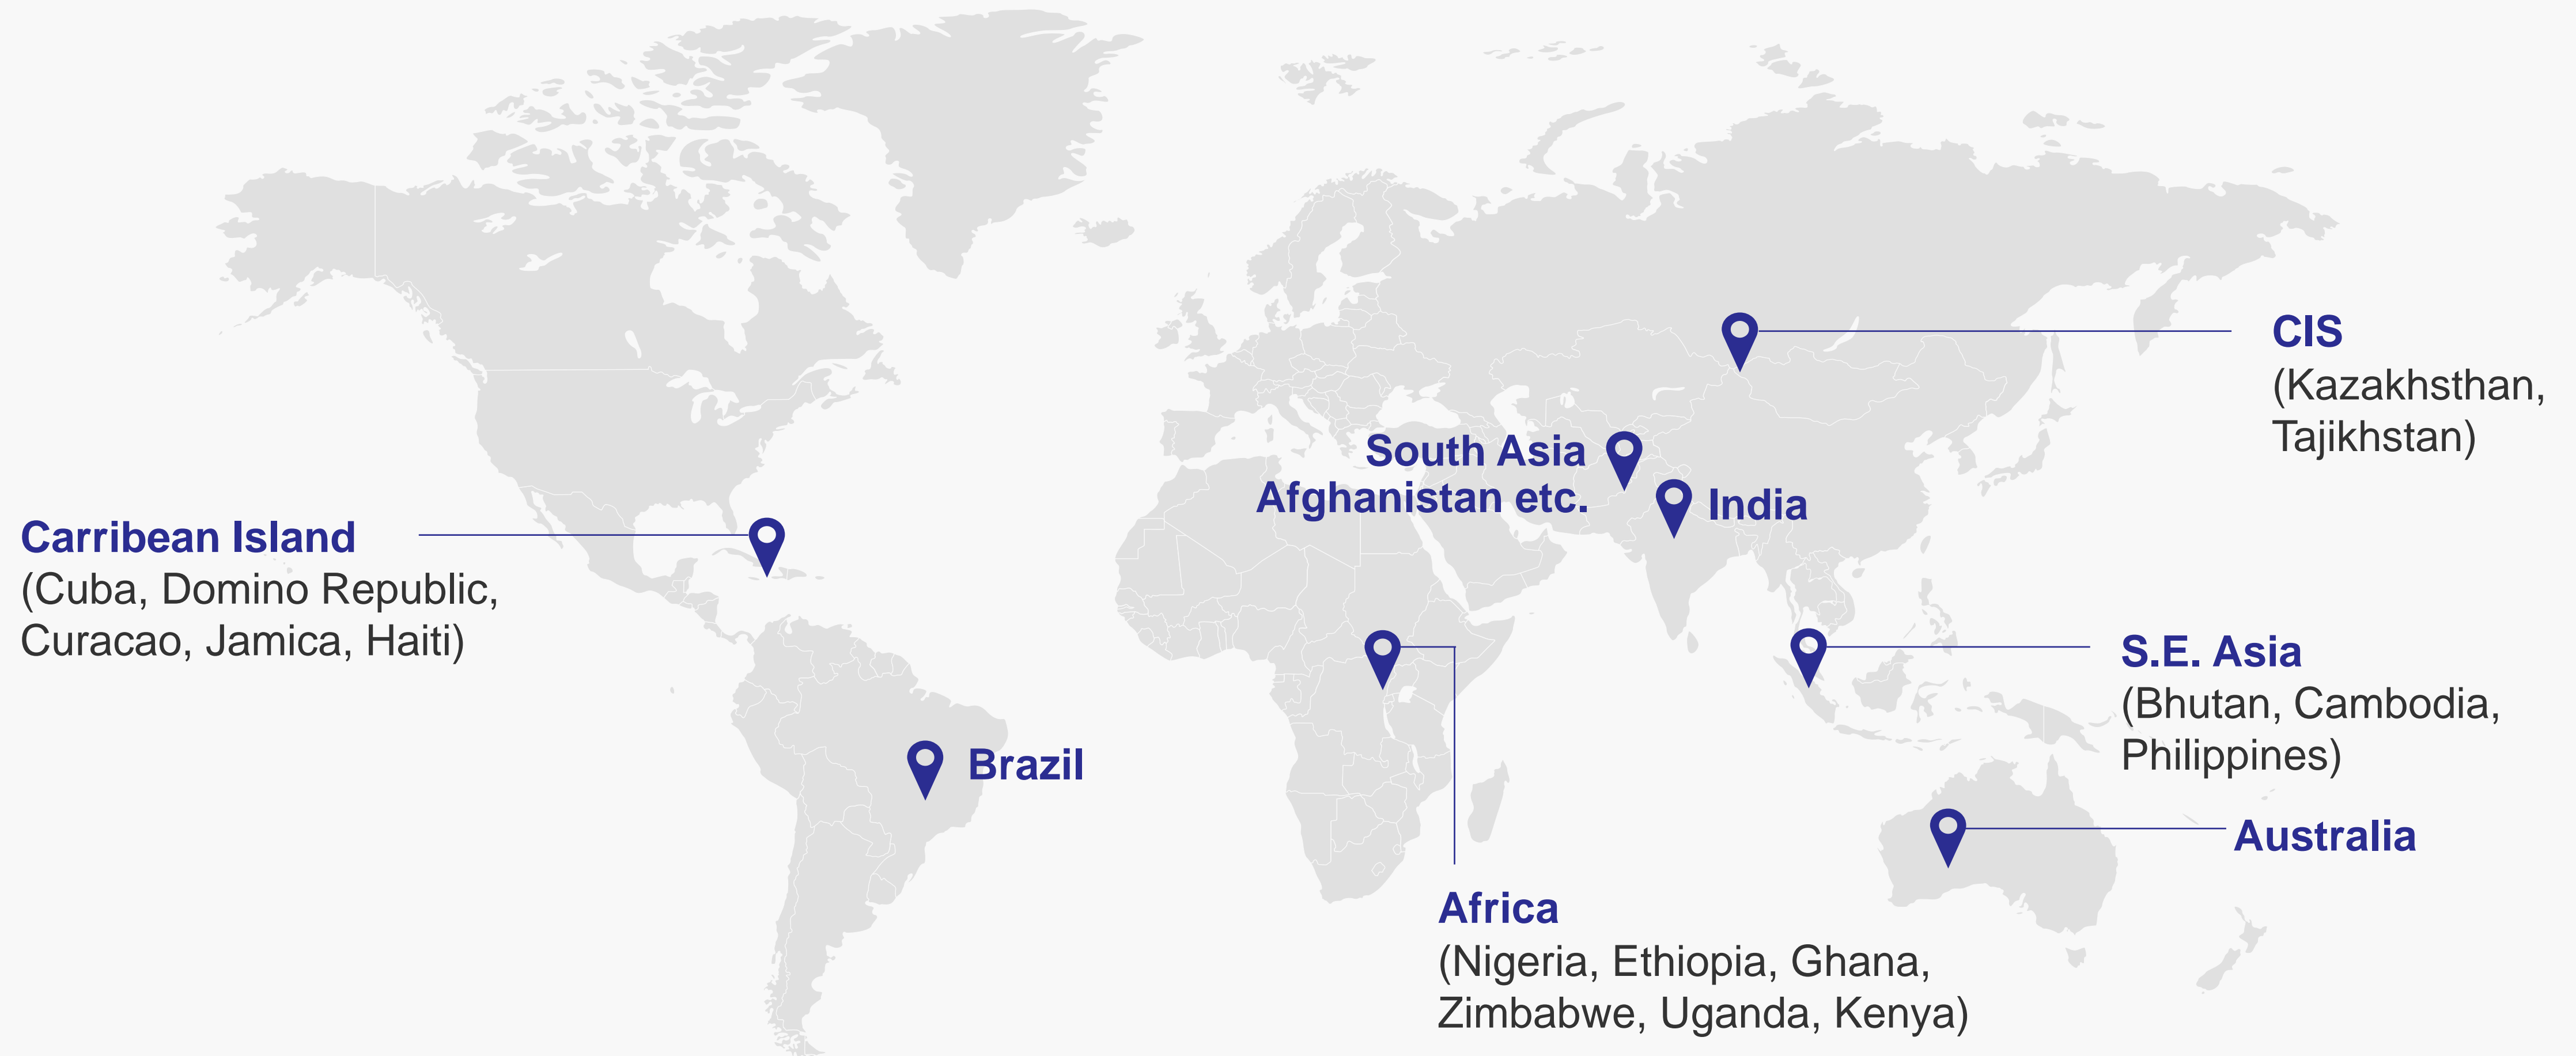 CIS
(Kazakhsthan,
Tajikhstan)
South Asia
Afghanistan etc.
India
Carribean Island
(Cuba, Domino Republic,
Curacao, Jamica, Haiti)
S.E. Asia
(Bhutan, Cambodia,
Philippines)
Brazil
Australia
Africa
(Nigeria, Ethiopia, Ghana,
Zimbabwe, Uganda, Kenya)